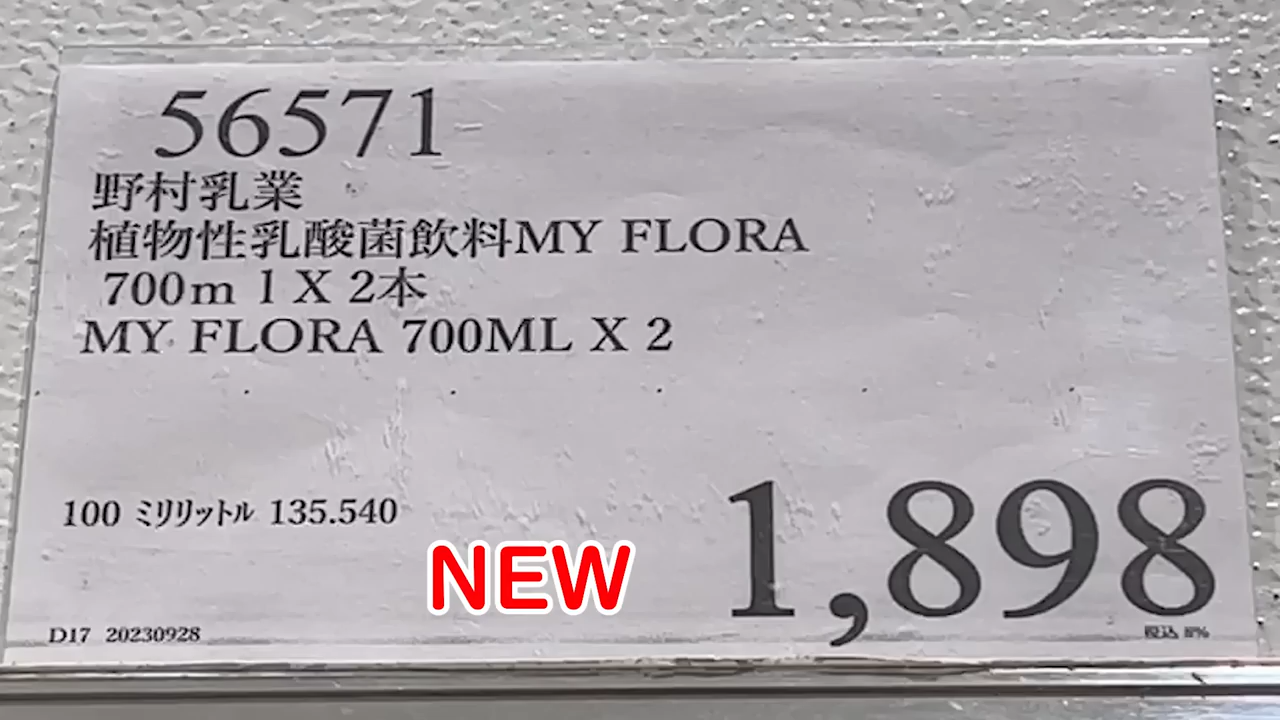 56571
野村乳業
植物性乳酸菌飲料MY FLORA
700ml X 2本
MY FLORA 700ML X 2
100 ミリリットル 135.540
1,898
NEW
D17 20230928
税込 8%